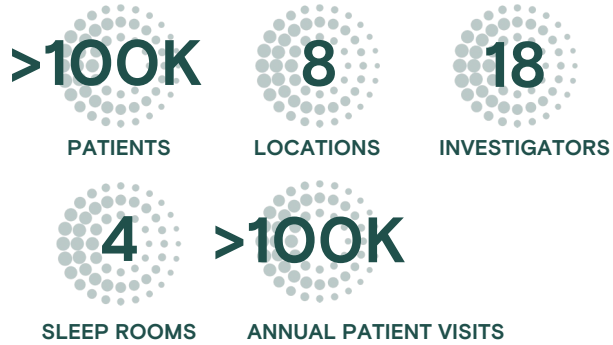 >100K
PATIENTS
8
LOCATIONS
18
INVESTIGATORS
4
SLEEP ROOMS
>100K
ANNUAL PATIENT VISITS